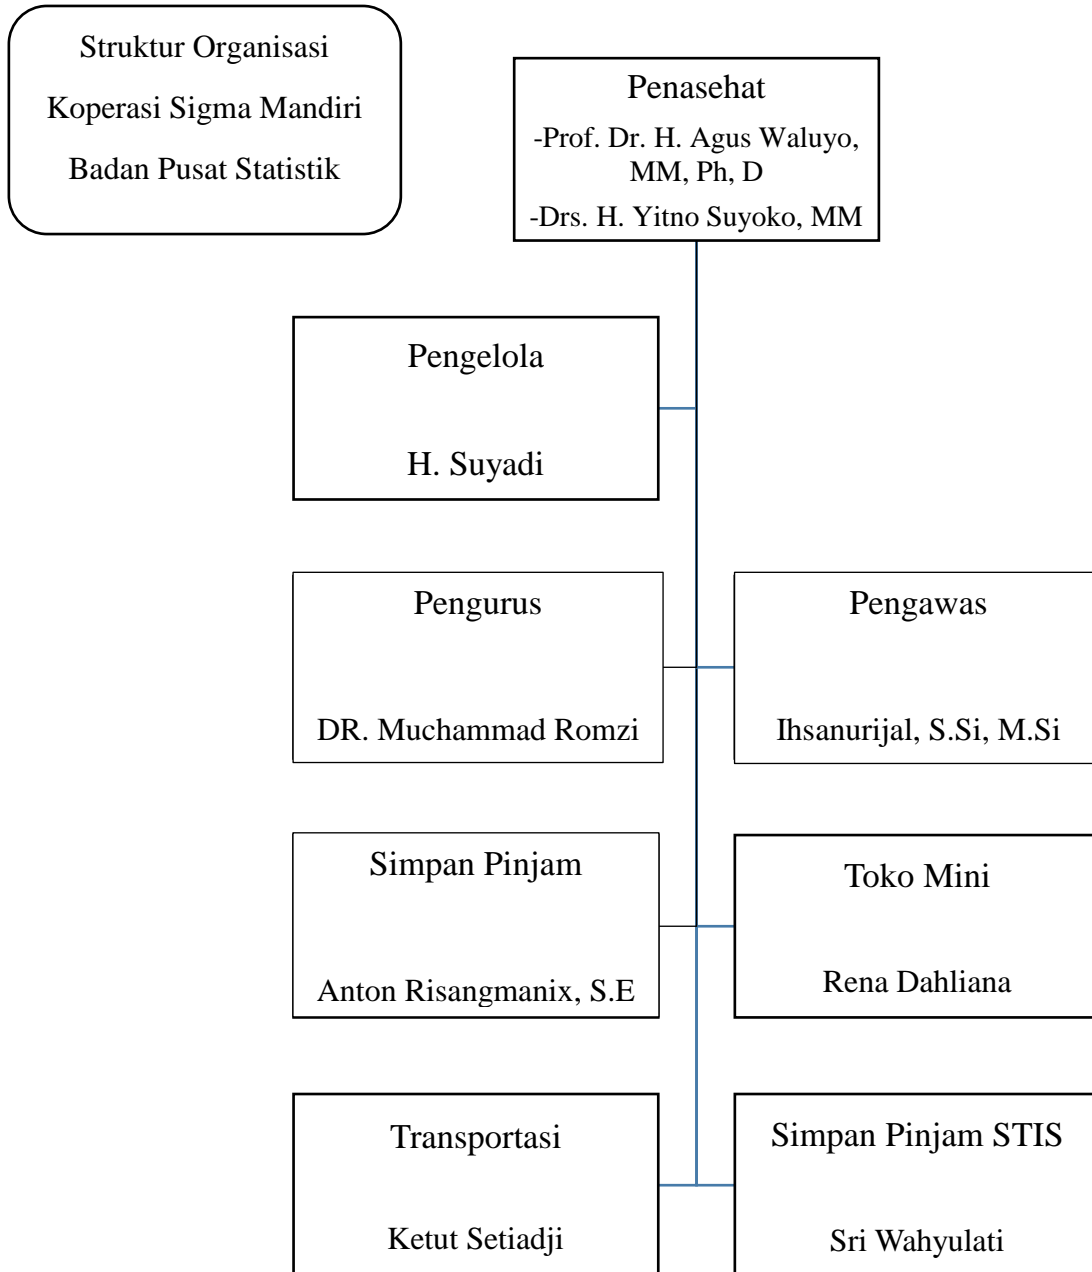 Struktur Organisasi
Koperasi Sigma Mandiri
Badan Pusat Statistik
Penasehat
-Prof. Dr. H. Agus Waluyo,
MM, Ph, D
-Drs. H. Yitno Suyoko, MM
Pengelola
H. Suyadi
Pengurus
DR. Muchammad Romzi
Pengawas
Ihsanurijal, S.Si, M.Si
Simpan Pinjam
Anton Risangmanix, S.E
Toko Mini
Rena Dahliana
Transportasi
Ketut Setiadji
Simpan Pinjam STIS
Sri Wahyulati